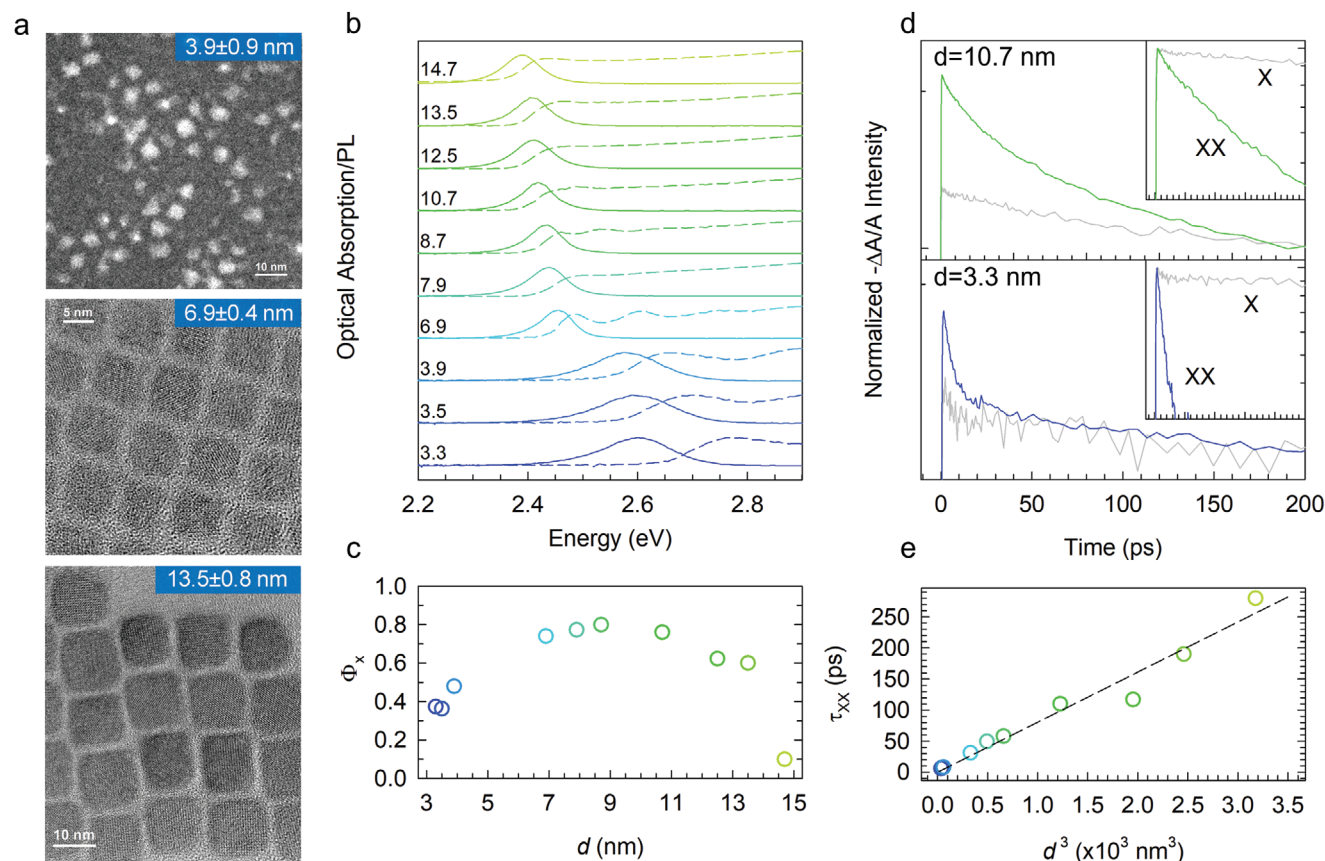 a
3.9±0.9 nm
10 nm
5 nm
6.9±0.4 nm
13.5±0.8 nm
10 nm
b
Optical Absorption/PL
14.7
13.5
12.5
10.7
8.7
7.9
6.9
3.9
3.5
3.3
2.2 2.4 2.6 2.8
Energy (eV)
c
Φx
1.0
0.8
0.6
0.4
0.2
0.0
3 5 7 9 11 13 15
d (nm)
d
Normalized -ΔA/A Intensity
d=10.7 nm
X
XX
d=3.3 nm
X
XX
0 50 100 150 200
Time (ps)
e
τXX (ps)
250
200
150
100
50
0
0.0 0.5 1.0 1.5 2.0 2.5 3.0 3.5
d³ (x10³ nm³)